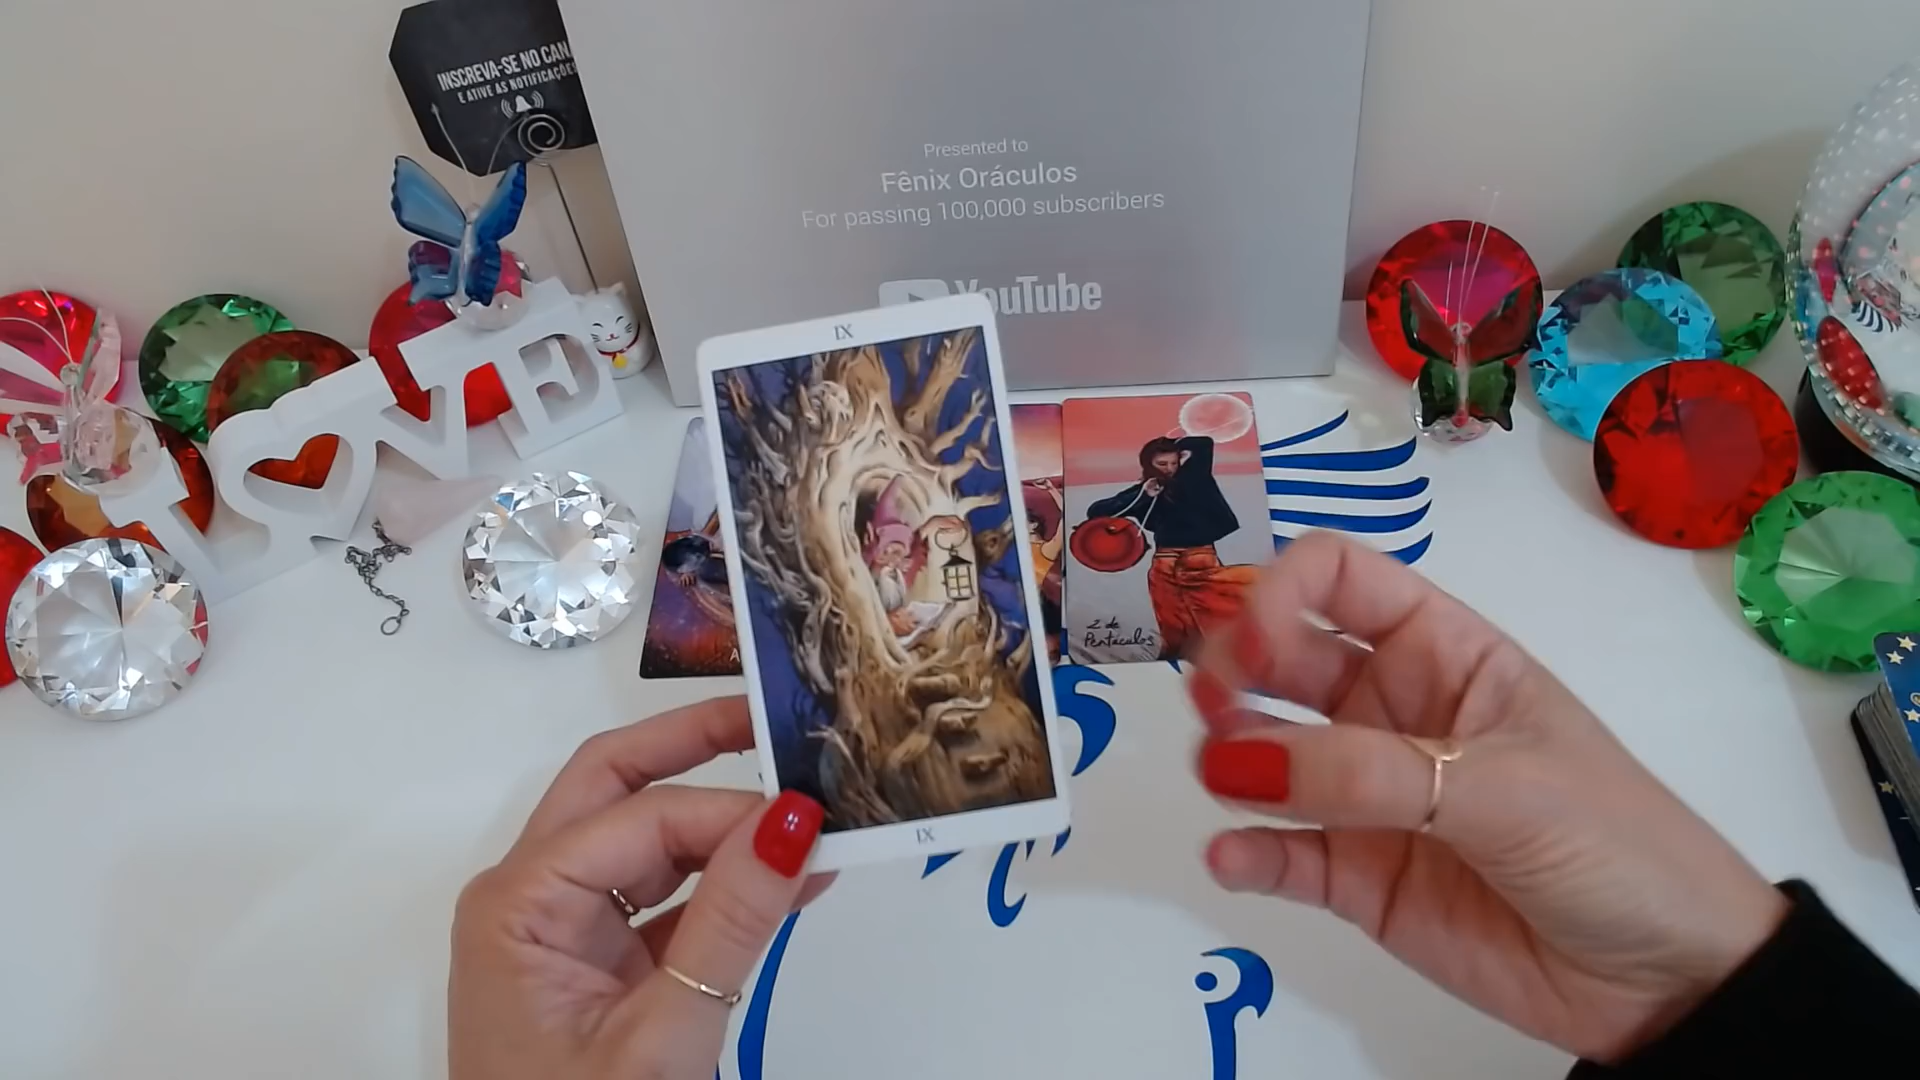 INSCREVA-SE NO CAN
E ATIVE AS NOTIFICAÇÕES
Presented to
Fênix Oráculos
For passing 100,000 subscribers
YouTube
LOVE
IX
IX
2 de
Pentaculos
A